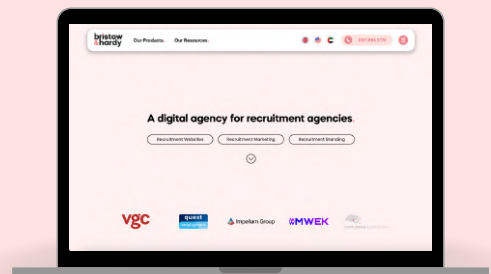 bristow
&hardy
Our Products. Our Resources.
A digital agency for recruitment agencies.
Recruitment Websites Recruitment Marketing Recruitment Branding
vgc quest Impellam Group MWEK